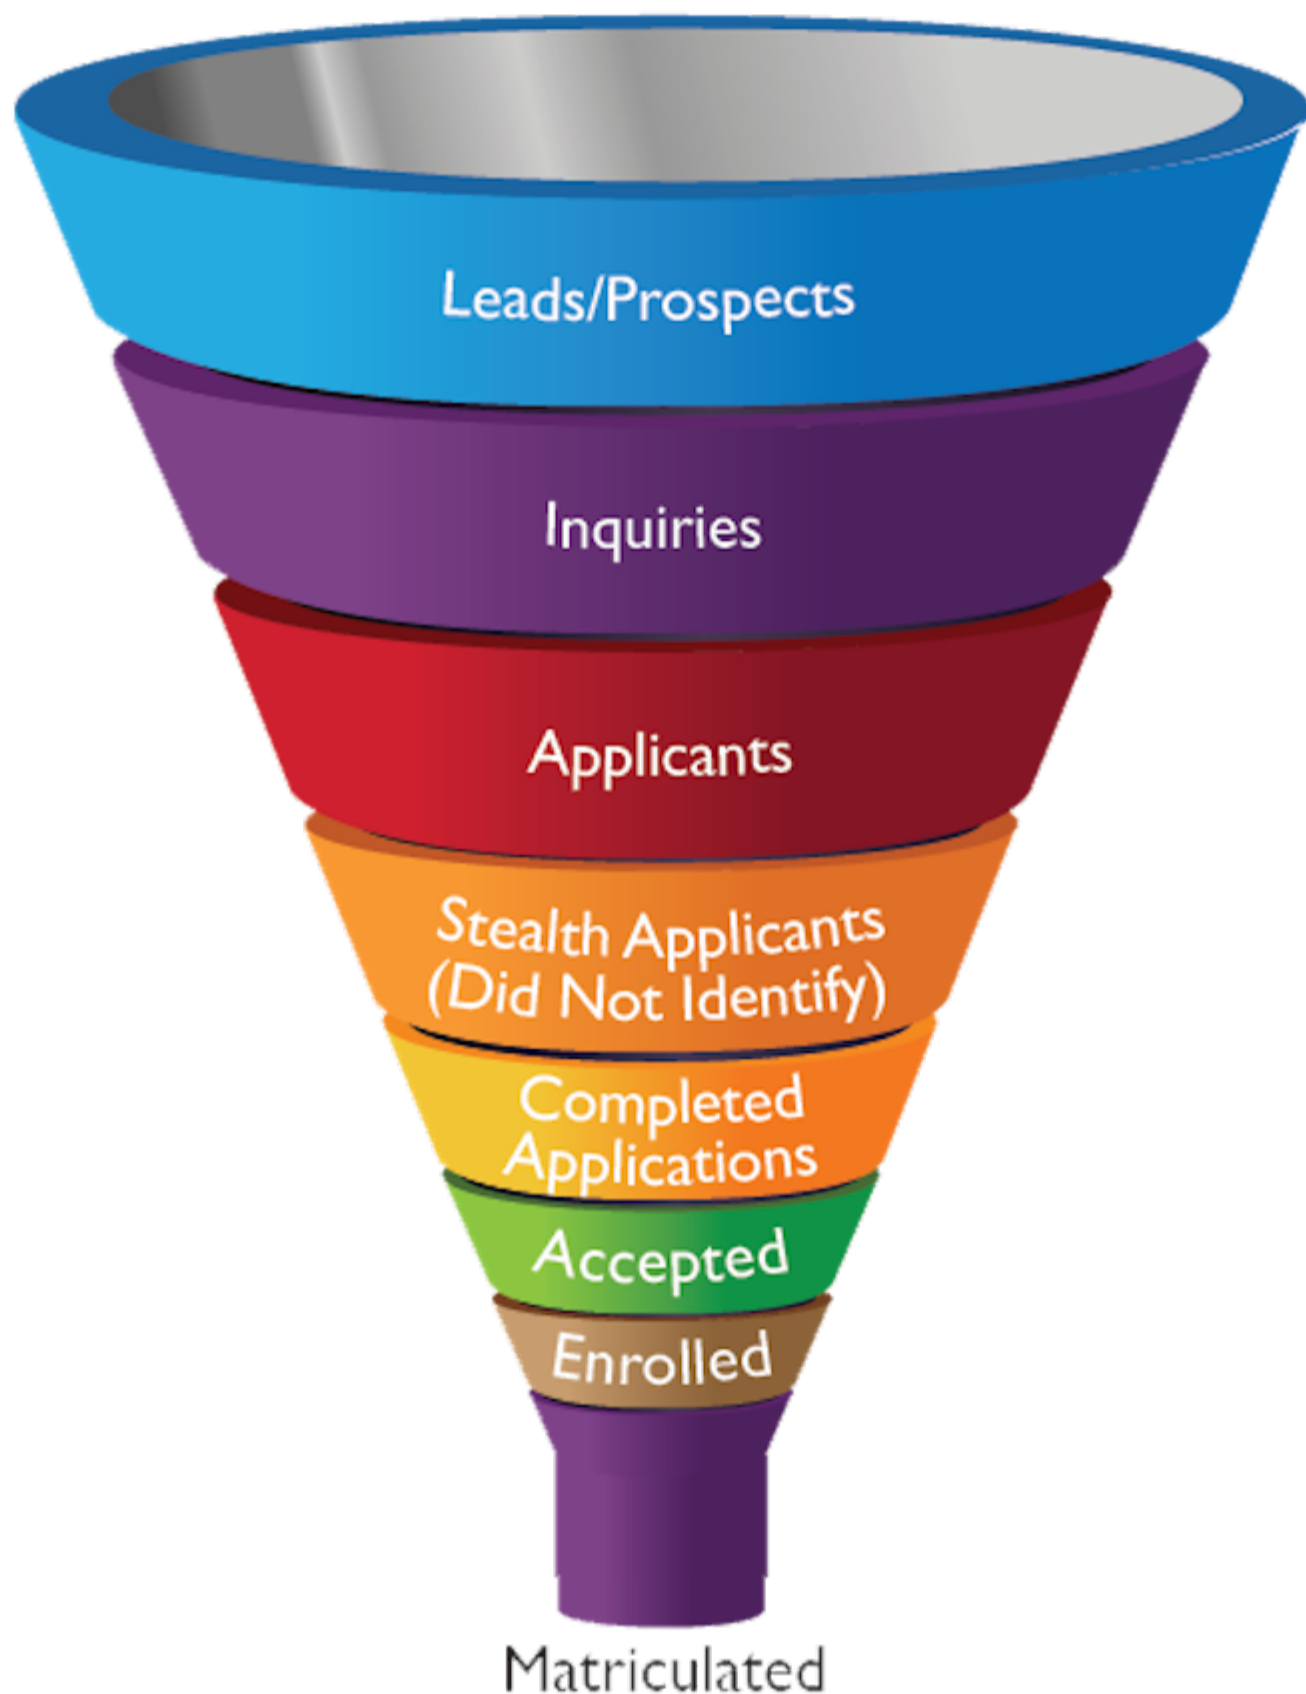 Leads/Prospects
Inquiries
Applicants
Stealth Applicants
(Did Not Identify)
Completed
Applications
Accepted
Enrolled
Matriculated